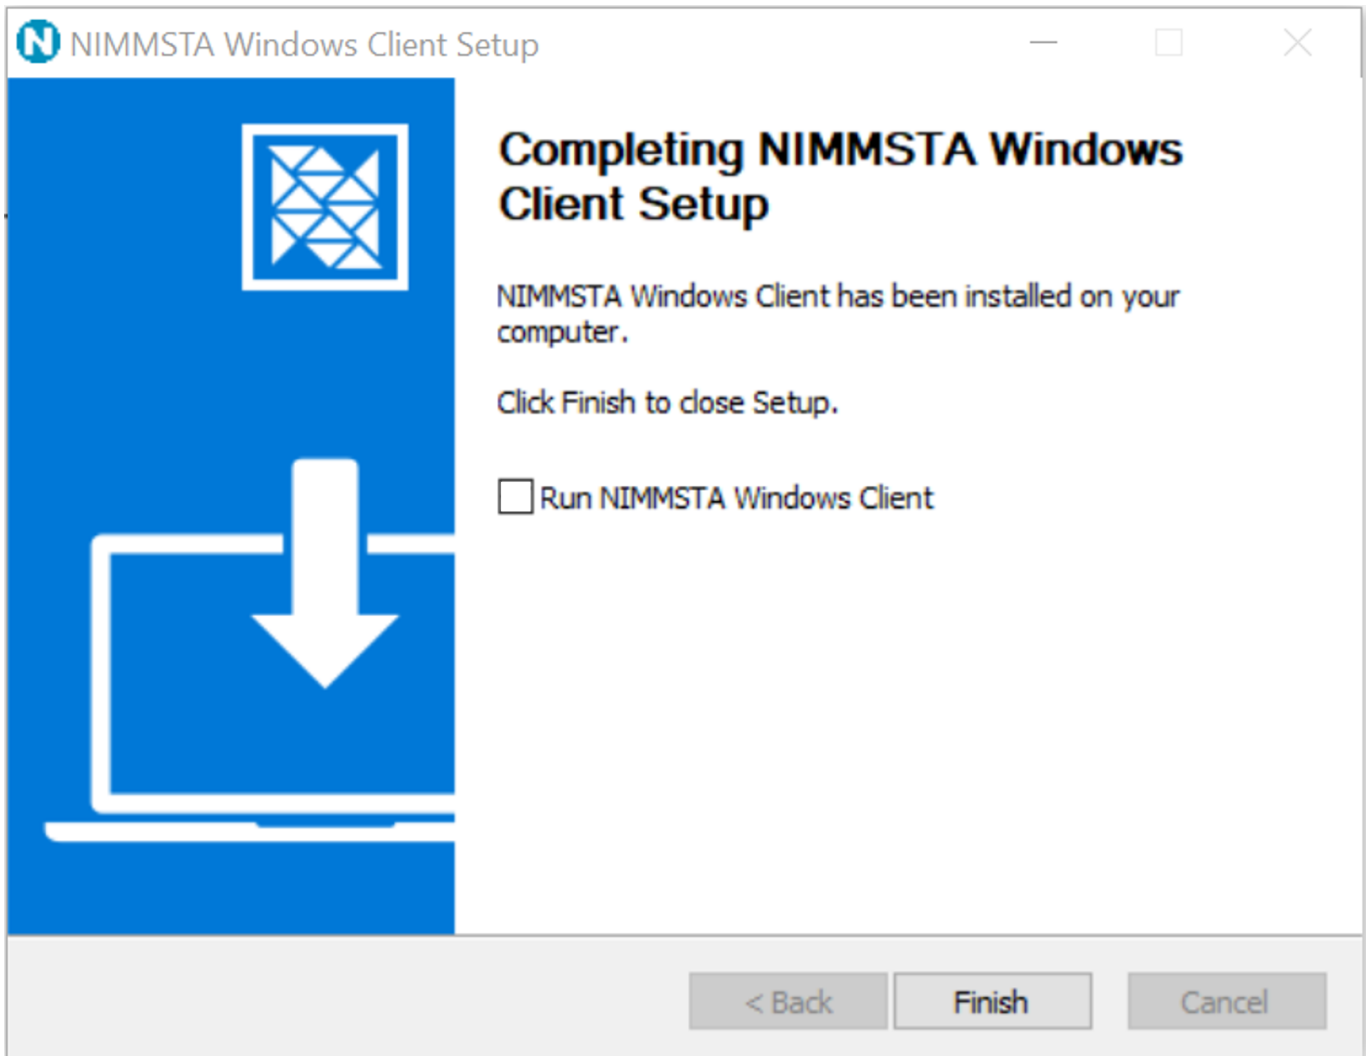 NIMMSTA Windows Client Setup
Completing NIMMSTA Windows
Client Setup
NIMMSTA Windows Client has been installed on your
computer.
Click Finish to close Setup.
Run NIMMSTA Windows Client
< Back
Finish
Cancel